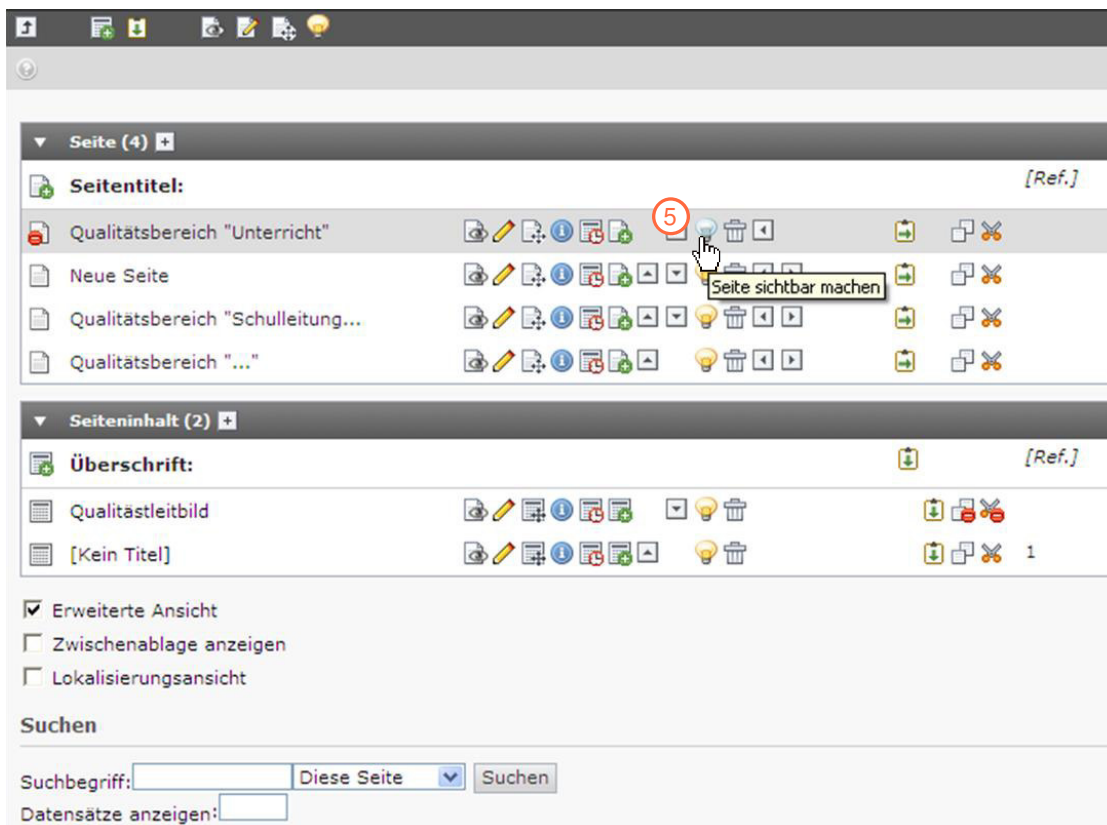 Seite (4)
Seitentitel: [Ref.]
5
Qualitätsbereich "Unterricht"
Neue Seite
Seite sichtbar machen
Qualitätsbereich "Schulleitung...
Qualitätsbereich "..."
Seiteninhalt (2)
Überschrift: [Ref.]
Qualitästleitbild
[Kein Titel] 1
Erweiterte Ansicht
Zwischenablage anzeigen
Lokalisierungsansicht
Suchen
Suchbegriff: Diese Seite Suchen
Datensätze anzeigen: